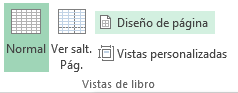 Normal
Ver salt.
Pág.
Diseño de página
Vistas personalizadas
Vistas de libro